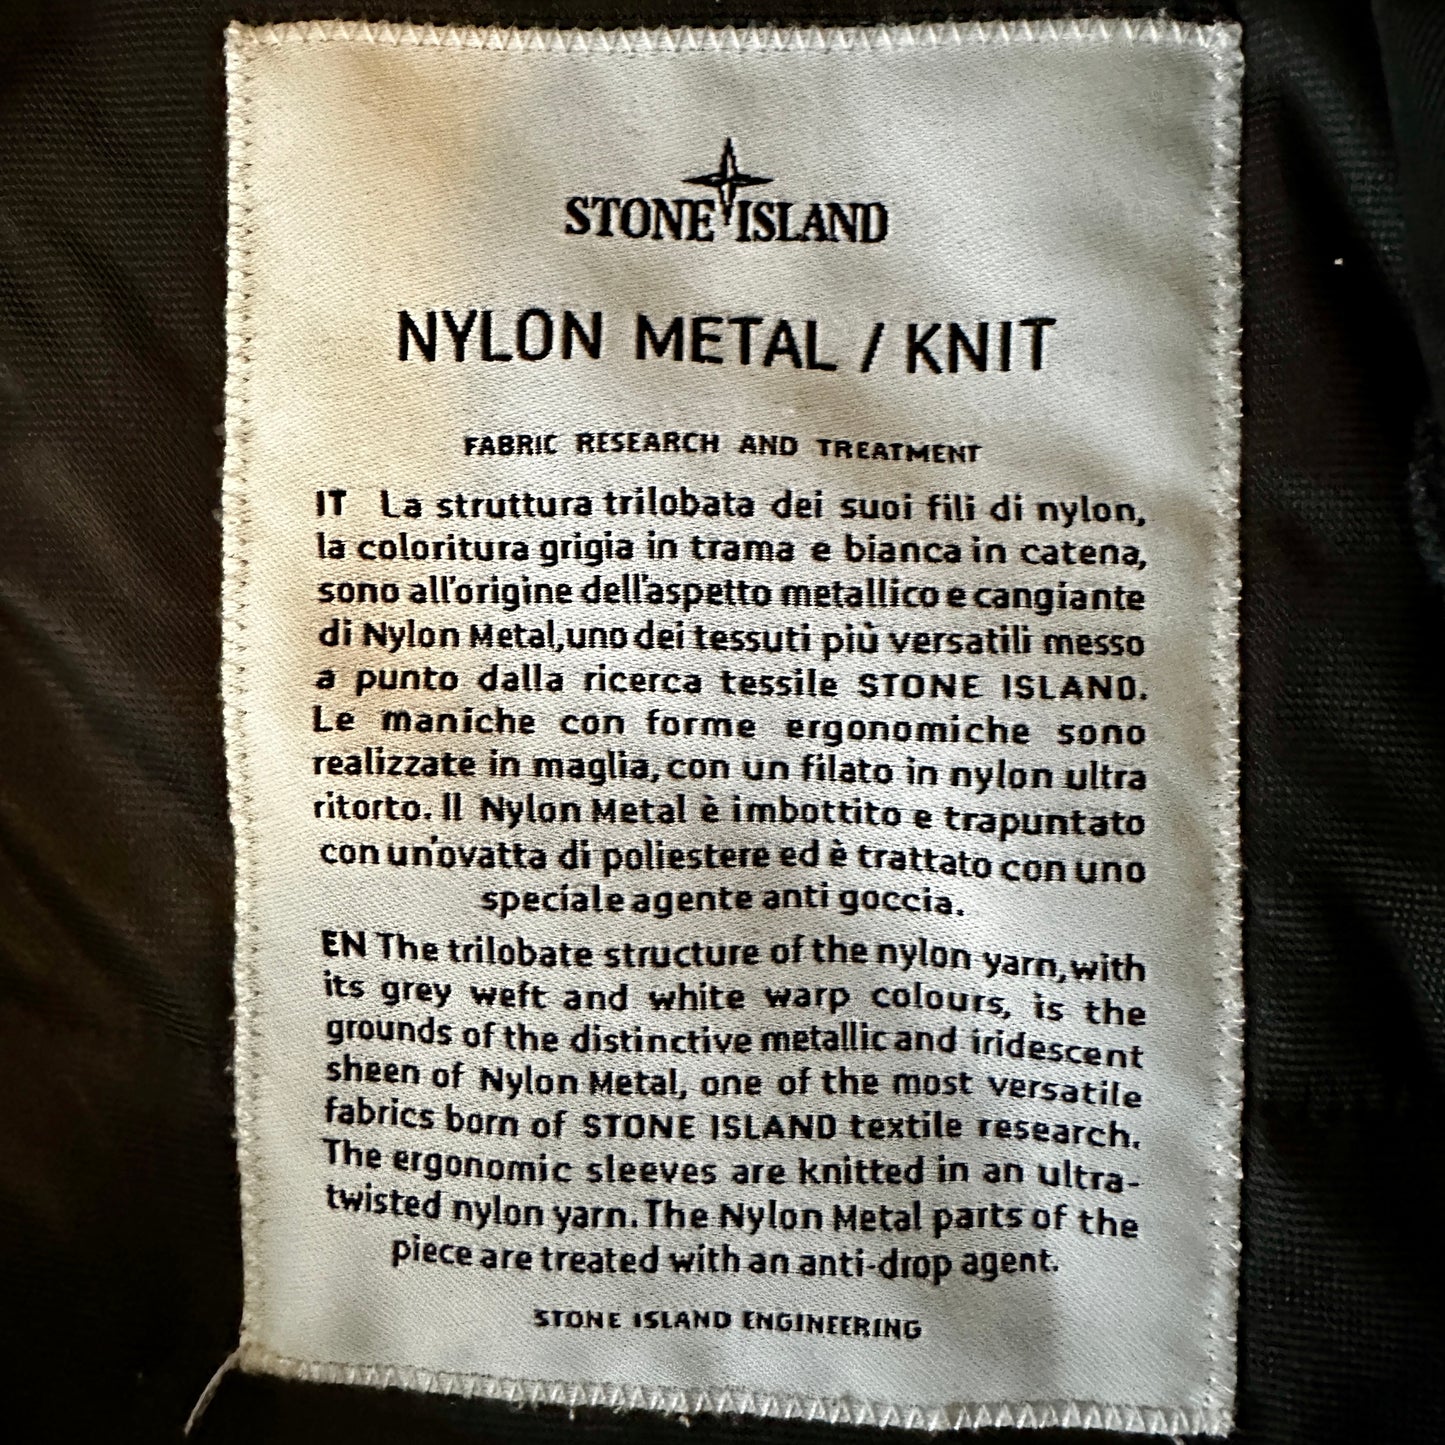 STONE ISLAND
NYLON METAL / KNIT
FABRIC RESEARCH AND TREATMENT
IT La struttura trilobata dei suoi fili di nylon,
la coloritura grigia in trama e bianca in catena,
sono all'origine dell'aspetto metallico e cangiante
di Nylon Metal, uno dei tessuti più versatili messo
a punto dalla ricerca tessile STONE ISLAND.
Le maniche con forme ergonomiche sono
realizzate in maglia, con un filato in nylon ultra
ritorto. Il Nylon Metal è imbottito e trapuntato
con un'ovatta di poliestere ed è trattato con uno
speciale agente anti goccia.
EN The trilobate structure of the nylon yarn, with
its grey weft and white warp colours, is the
grounds of the distinctive metallic and iridescent
sheen of Nylon Metal, one of the most versatile
fabrics born of STONE ISLAND textile research.
The ergonomic sleeves are knitted in an ultra-
twisted nylon yarn. The Nylon Metal parts of the
piece are treated with an anti-drop agent.
STONE ISLAND ENGINEERING